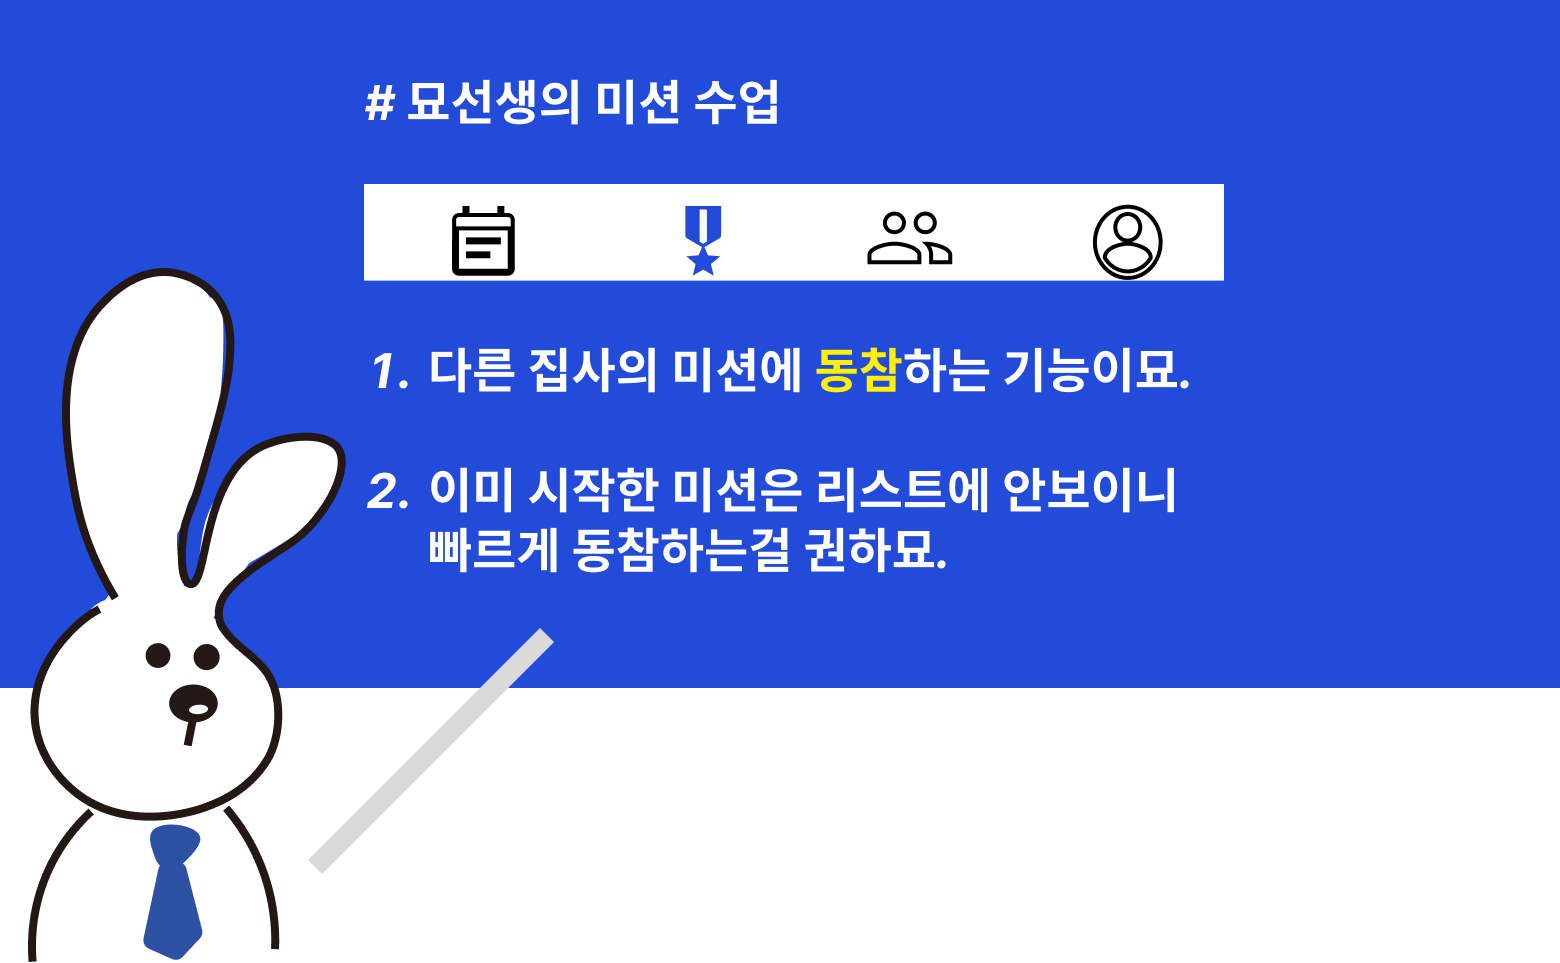 # 묘선생의 미션 수업
1. 다른 집사의 미션에 동참하는 기능이묘.
2. 이미 시작한 미션은 리스트에 안보이니
빠르게 동참하는걸 권하묘.